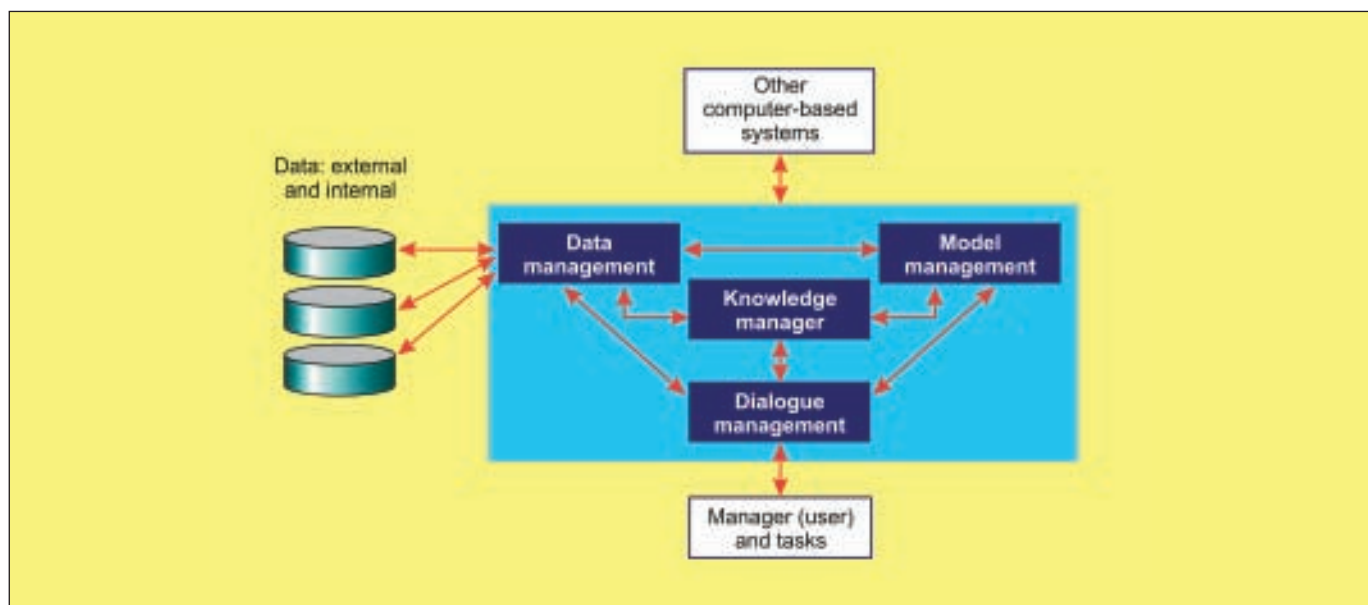 Other
computer-based
systems
Data: external
and internal
Data
management
Model
management
Knowledge
manager
Dialogue
management
Manager (user)
and tasks